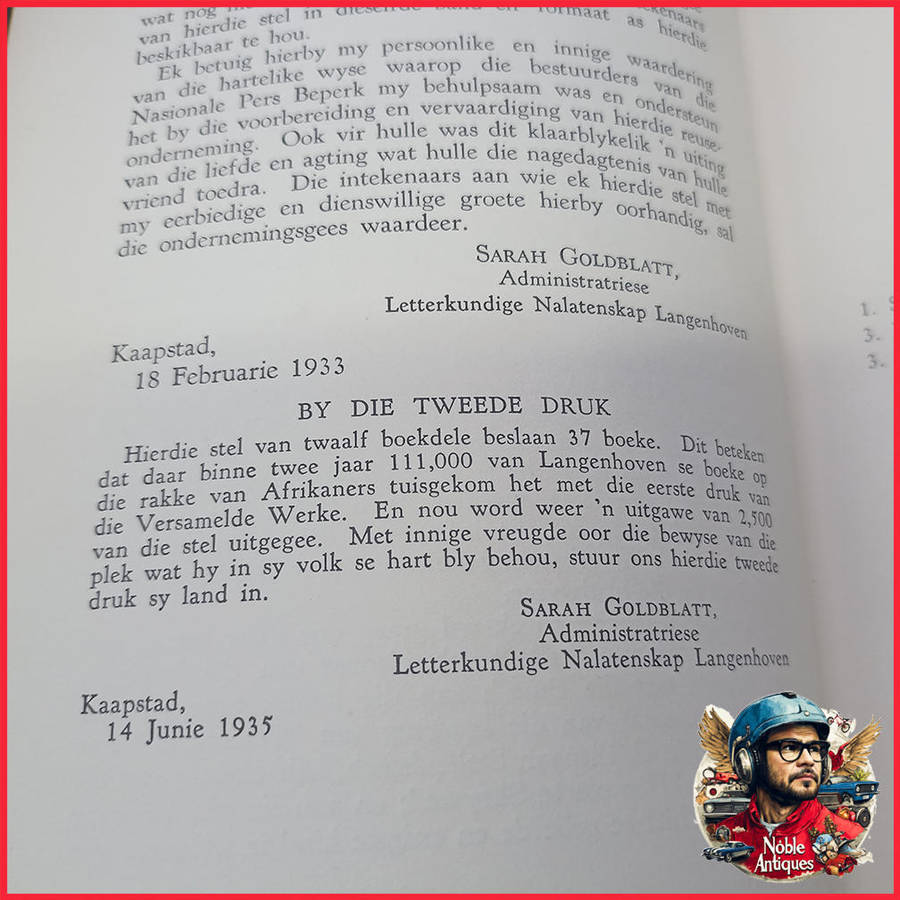 wat nog
van hierdie stel in dieselfde band en formaat as hierdie
beskikbaar te hou.
Ek betuig hierby my persoonlike en innige waardering
van die hartelike wyse waarop die bestuurders van die
Nasionale Pers Beperk my behulpsaam was en ondersteun
het by die voorbereiding en vervaardiging van hierdie reuse-
onderneming. Ook vir hulle was dit klaarblykelik 'n uiting
van die liefde en agting wat hulle die nagedagtenis van hulle
vriend toedra. Die intekenaars aan wie ek hierdie stel met
my eerbiedige en dienswillige groete hierby oorhandig, sal
die ondernemingsgees waardeer.
SARAH GOLDBLATT,
Administratriese
Letterkundige Nalatenskap Langenhoven
Kaapstad,
18 Februarie 1933
BY DIE TWEEDE DRUK
Hierdie stel van twaalf boekdele beslaan 37 boeke. Dit beteken
dat daar binne twee jaar 111,000 van Langenhoven se boeke op
die rakke van Afrikaners tuisgekom het met die eerste druk van
die Versamelde Werke. En nou word weer 'n uitgawe van 2,500
van die stel uitgegee. Met innige vreugde oor die bewyse van die
plek wat hy in sy volk se hart bly behou, stuur ons hierdie tweede
druk sy land in.
SARAH GOLDBLATT,
Administratriese
Letterkundige Nalatenskap Langenhoven
Kaapstad,
14 Junie 1935
1.
3.
3.
Noble
Antiques